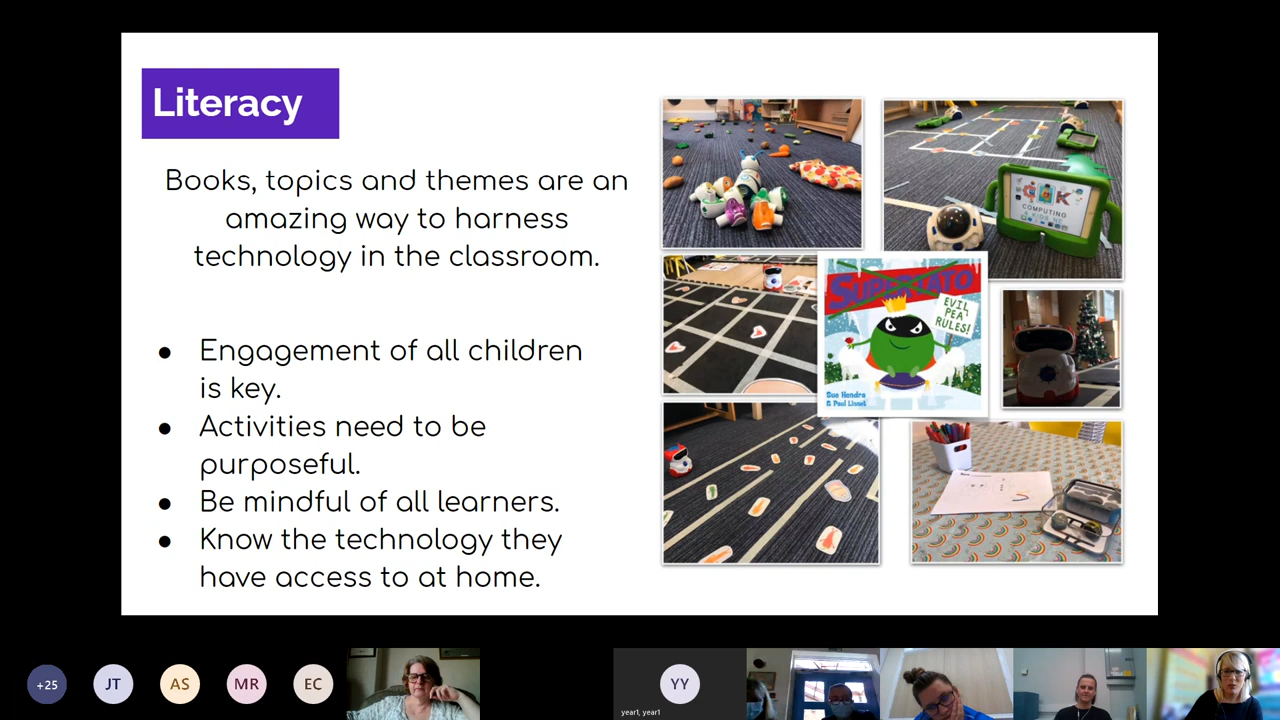 Literacy
Books, topics and themes are an
amazing way to harness
technology in the classroom.
● Engagement of all children
is key.
● Activities need to be
purposeful.
● Be mindful of all learners.
● Know the technology they
have access to at home.
COMPUTING
4 KIDS NE
SUPERTATO
EVIL
PEA
RULES!
Sue Hendra
& Paul Linnet
+25
JT
AS
MR
EC
YY
year1, year1